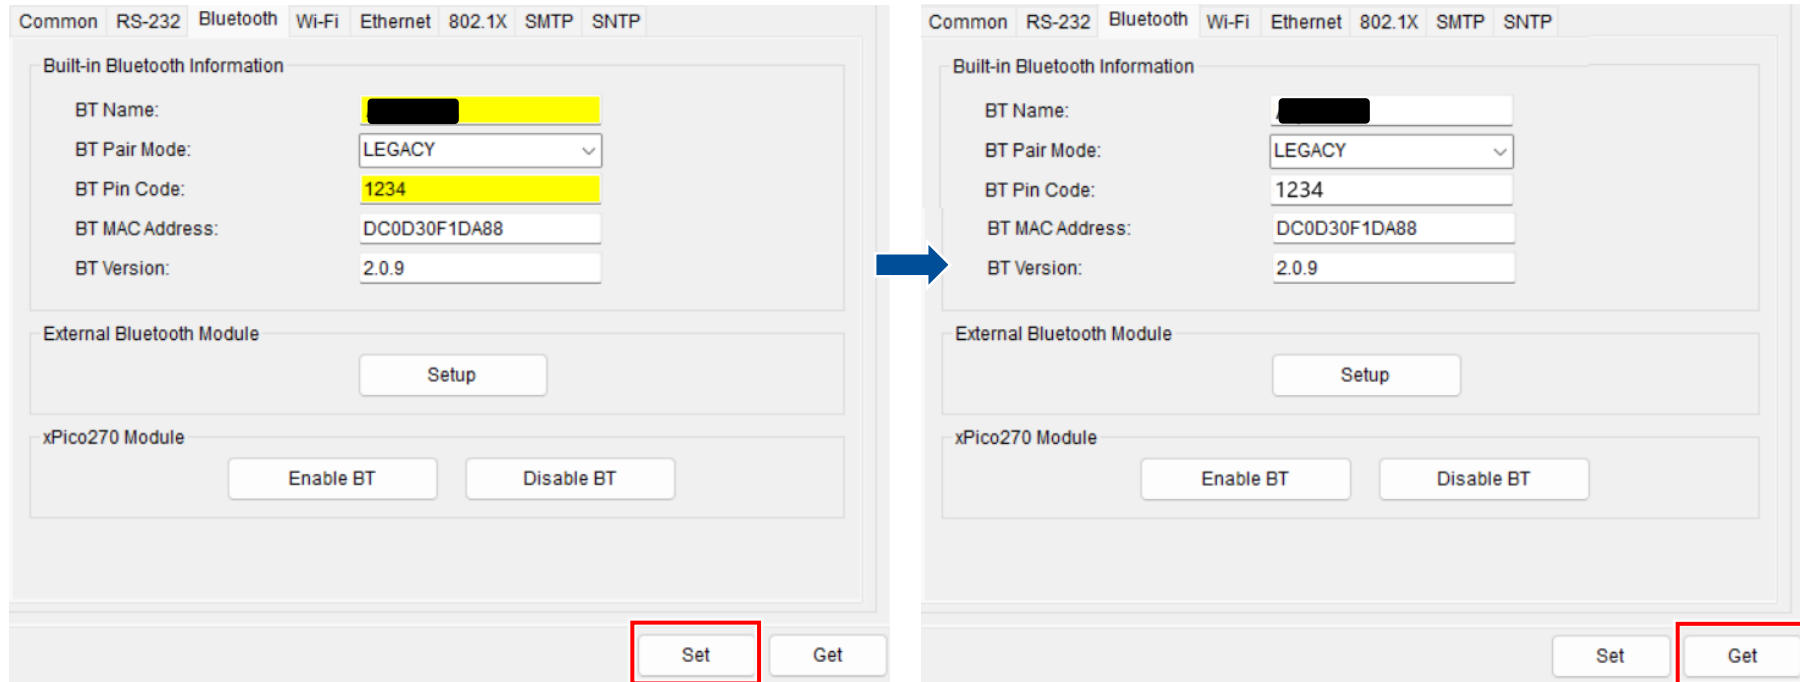 Common RS-232 Bluetooth Wi-Fi Ethernet 802.1X SMTP SNTP
Built-in Bluetooth Information
BT Name:
BT Pair Mode: LEGACY
BT Pin Code: 1234
BT MAC Address: DC0D30F1DA88
BT Version: 2.0.9
External Bluetooth Module
Setup
xPico270 Module
Enable BT Disable BT
Set Get
Common RS-232 Bluetooth Wi-Fi Ethernet 802.1X SMTP SNTP
Built-in Bluetooth Information
BT Name:
BT Pair Mode: LEGACY
BT Pin Code: 1234
BT MAC Address: DC0D30F1DA88
BT Version: 2.0.9
External Bluetooth Module
Setup
xPico270 Module
Enable BT Disable BT
Set Get